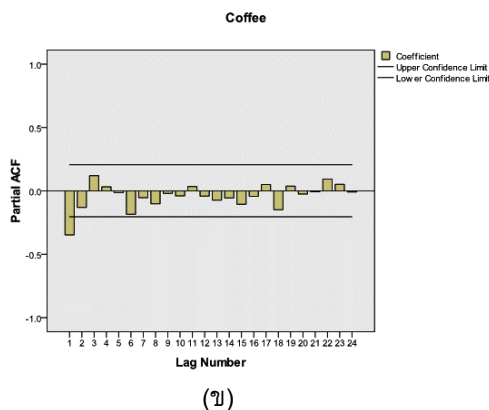 Coffee
Coefficient
Upper Confidence Limit
Lower Confidence Limit
Partial ACF
1.0
0.5
0.0
-0.5
-1.0
1 2 3 4 5 6 7 8 9 10 11 12 13 14 15 16 17 18 19 20 21 22 23 24
Lag Number
(ข)